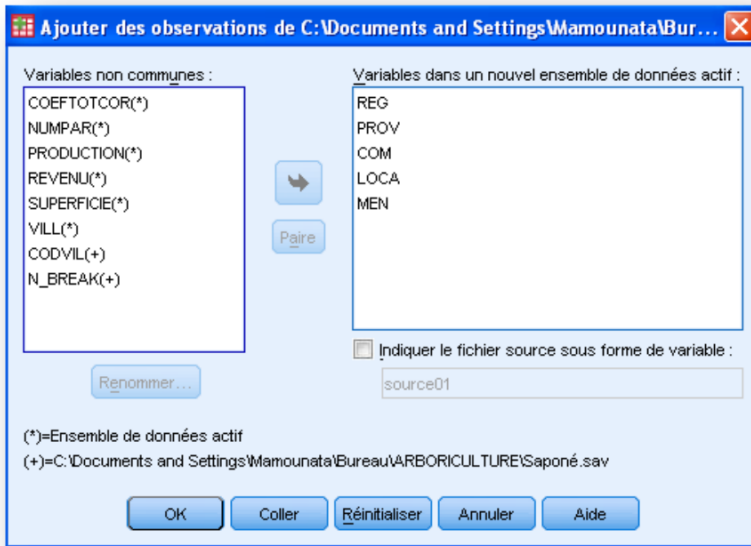 Ajouter des observations de C:\Documents and Settings\Mamounata\Bur...
Variables non communes :
COEFTOTCOR(*)
NUMPAR(*)
PRODUCTION(*)
REVENU(*)
SUPERFICIE(*)
VILL(*)
CODVIL(+)
N_BREAK(+)
Renommer...
Paire
Variables dans un nouvel ensemble de données actif :
REG
PROV
COM
LOCA
MEN
Indiquer le fichier source sous forme de variable :
source01
(*)=Ensemble de données actif
(+)=C:\Documents and Settings\Mamounata\Bureau\ARBORICULTURE\Saponé.sav
OK
Coller
Réinitialiser
Annuler
Aide